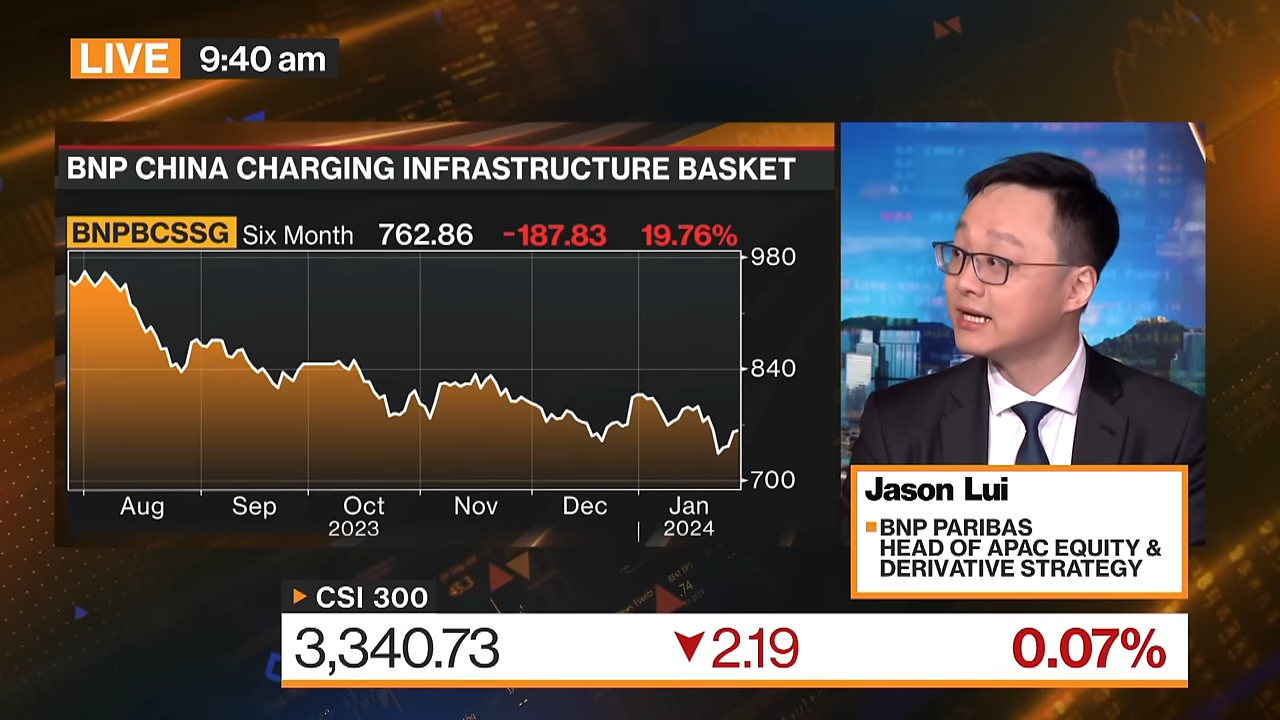 LIVE 9:40 am
BNP CHINA CHARGING INFRASTRUCTURE BASKET
BNPBCSSG Six Month 762.86 -187.83 19.76%
980
840
700
Aug Sep Oct Nov Dec Jan
2023 2024
Jason Lui
BNP PARIBAS
HEAD OF APAC EQUITY &
DERIVATIVE STRATEGY
CSI 300
3,340.73 2.19 0.07%